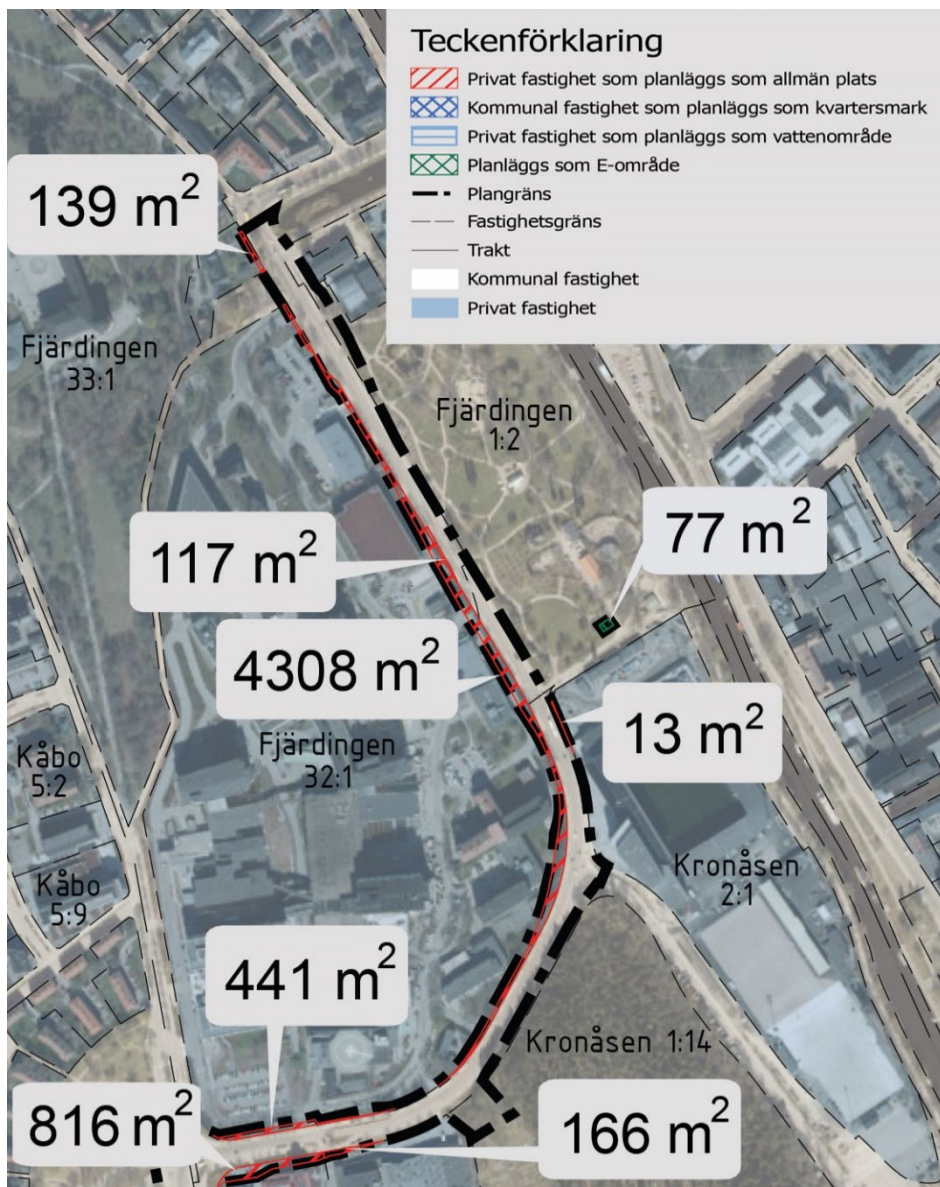 Teckenförklaring
Privat fastighet som planläggs som allmän plats
Kommunal fastighet som planläggs som kvartersmark
Privat fastighet som planläggs som vattenområde
Planläggs som E-område
Plangräns
Fastighetsgräns
Trakt
Kommunal fastighet
Privat fastighet
139 m²
Fjärdingen
33:1
Fjärdingen
1:2
77 m²
117 m²
4308 m²
13 m²
Fjärdingen
32:1
Kåbo
5:2
Kåbo
5:9
Kronåsen
2:1
441 m²
Kronåsen 1:14
816 m²
166 m²